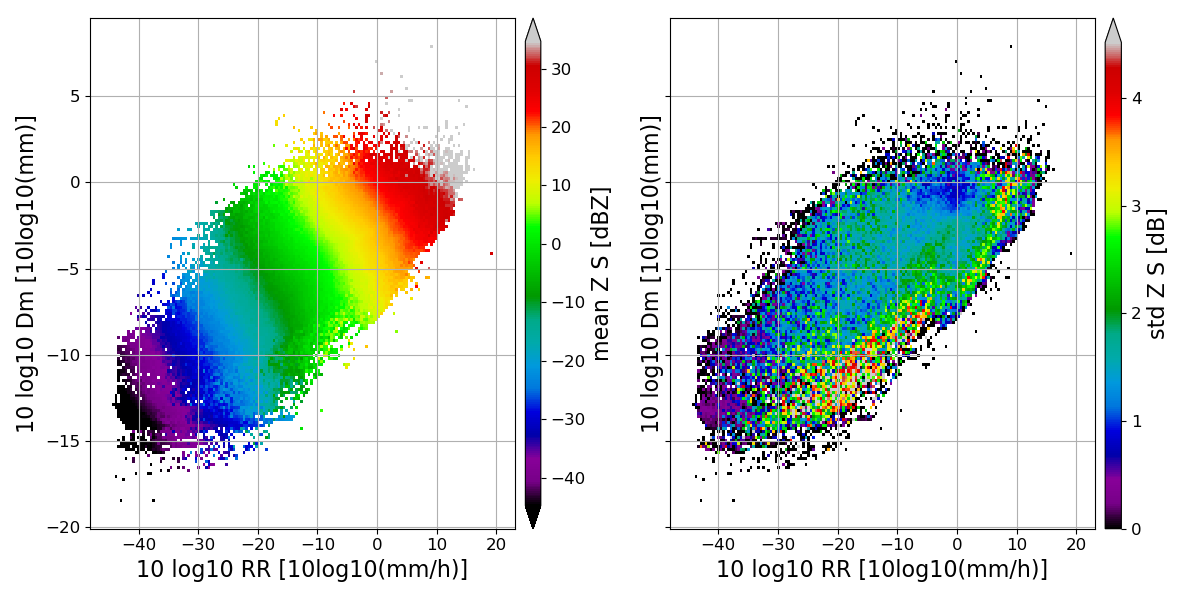 10 log10 Dm [10log10(mm)]
5
0
−5
−10
−15
−20
−40 −30 −20 −10 0 10 20
10 log10 RR [10log10(mm/h)]
30
20
10
0
−10
−20
−30
−40
mean Z S [dBZ]
10 log10 Dm [10log10(mm)]
−40 −30 −20 −10 0 10 20
10 log10 RR [10log10(mm/h)]
4
3
2
1
0
std Z S [dB]